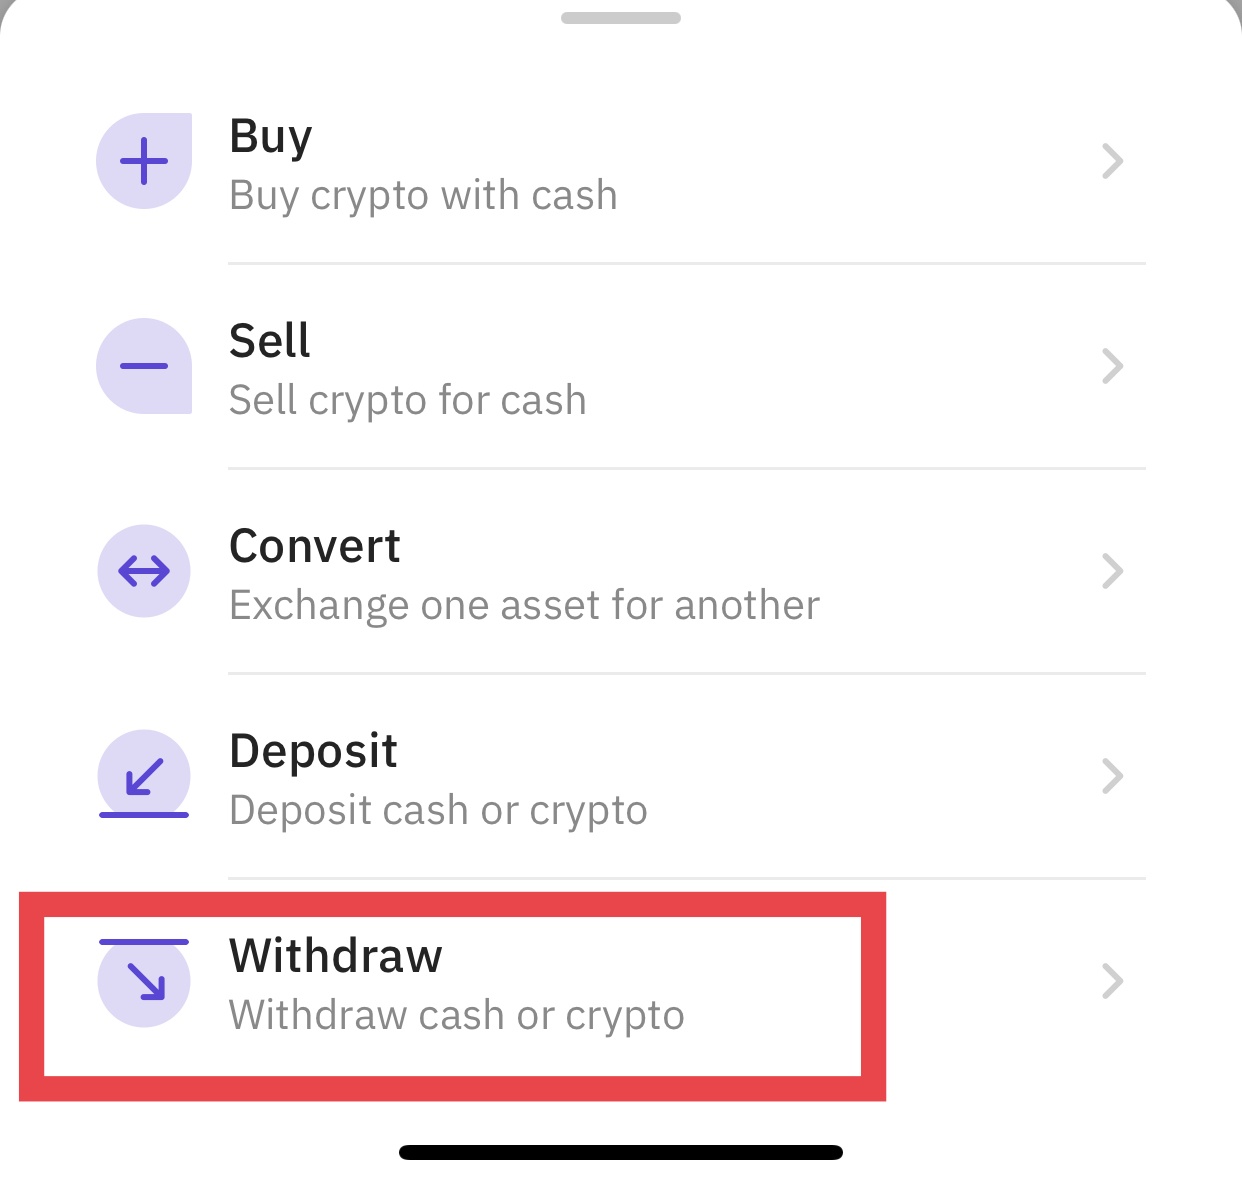 Buy
Buy crypto with cash
Sell
Sell crypto for cash
Convert
Exchange one asset for another
Deposit
Deposit cash or crypto
Withdraw
Withdraw cash or crypto